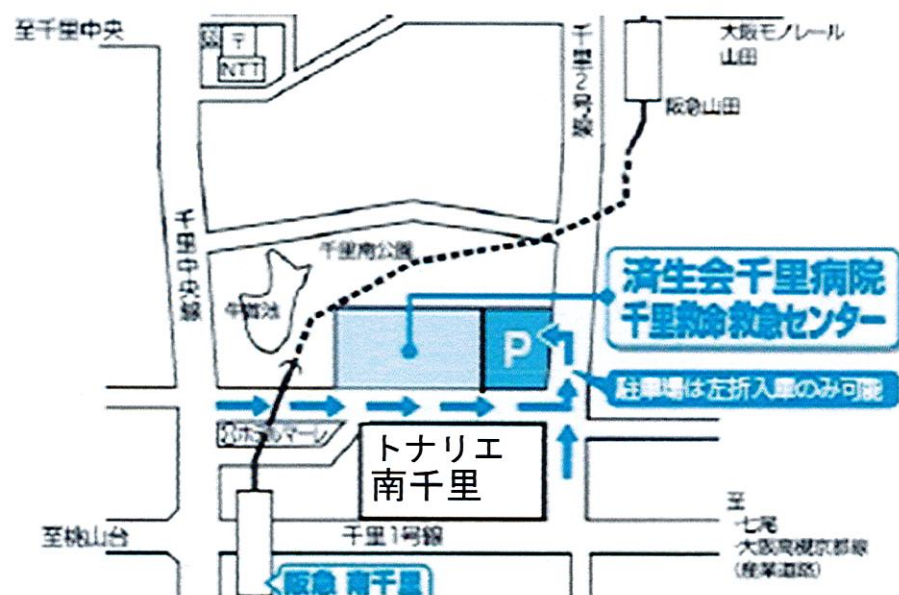 至千里中央
〒
NTT
千里2号線
大阪モノレール
山田
阪急山田
千里中央線
千里南公園
牛首池
済生会千里病院
千里救命救急センター
P
駐車場は左折入車のみ可能
トナリエ
南千里
至桃山台
千里1号線
至
七尾
大阪高槻京都線
(産業道路)
阪急 南千里